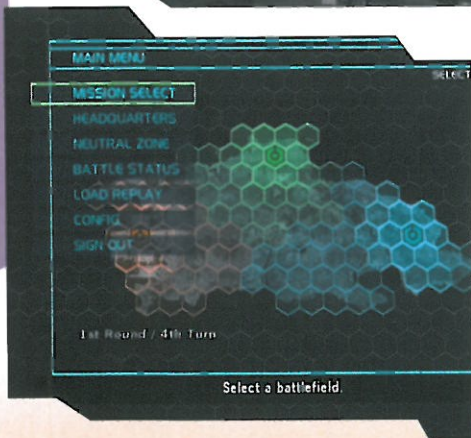 MAIN MENU
SELECT
MISSION SELECT
HEADQUARTERS
NEUTRAL ZONE
BATTLE STATUS
LOAD REPLAY
CONFIG
SIGN OUT
1st Round / 4th Turn
Select a battlefield.